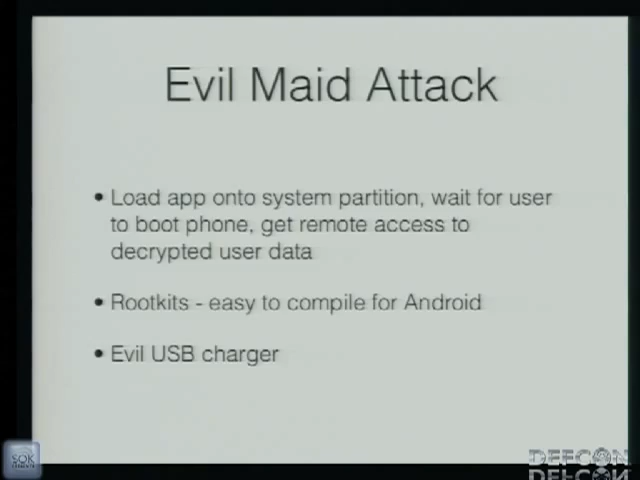 Evil Maid Attack
• Load app onto system partition, wait for user
to boot phone, get remote access to
decrypted user data
• Rootkits - easy to compile for Android
• Evil USB charger
SOK
DEFCON
DEFCON